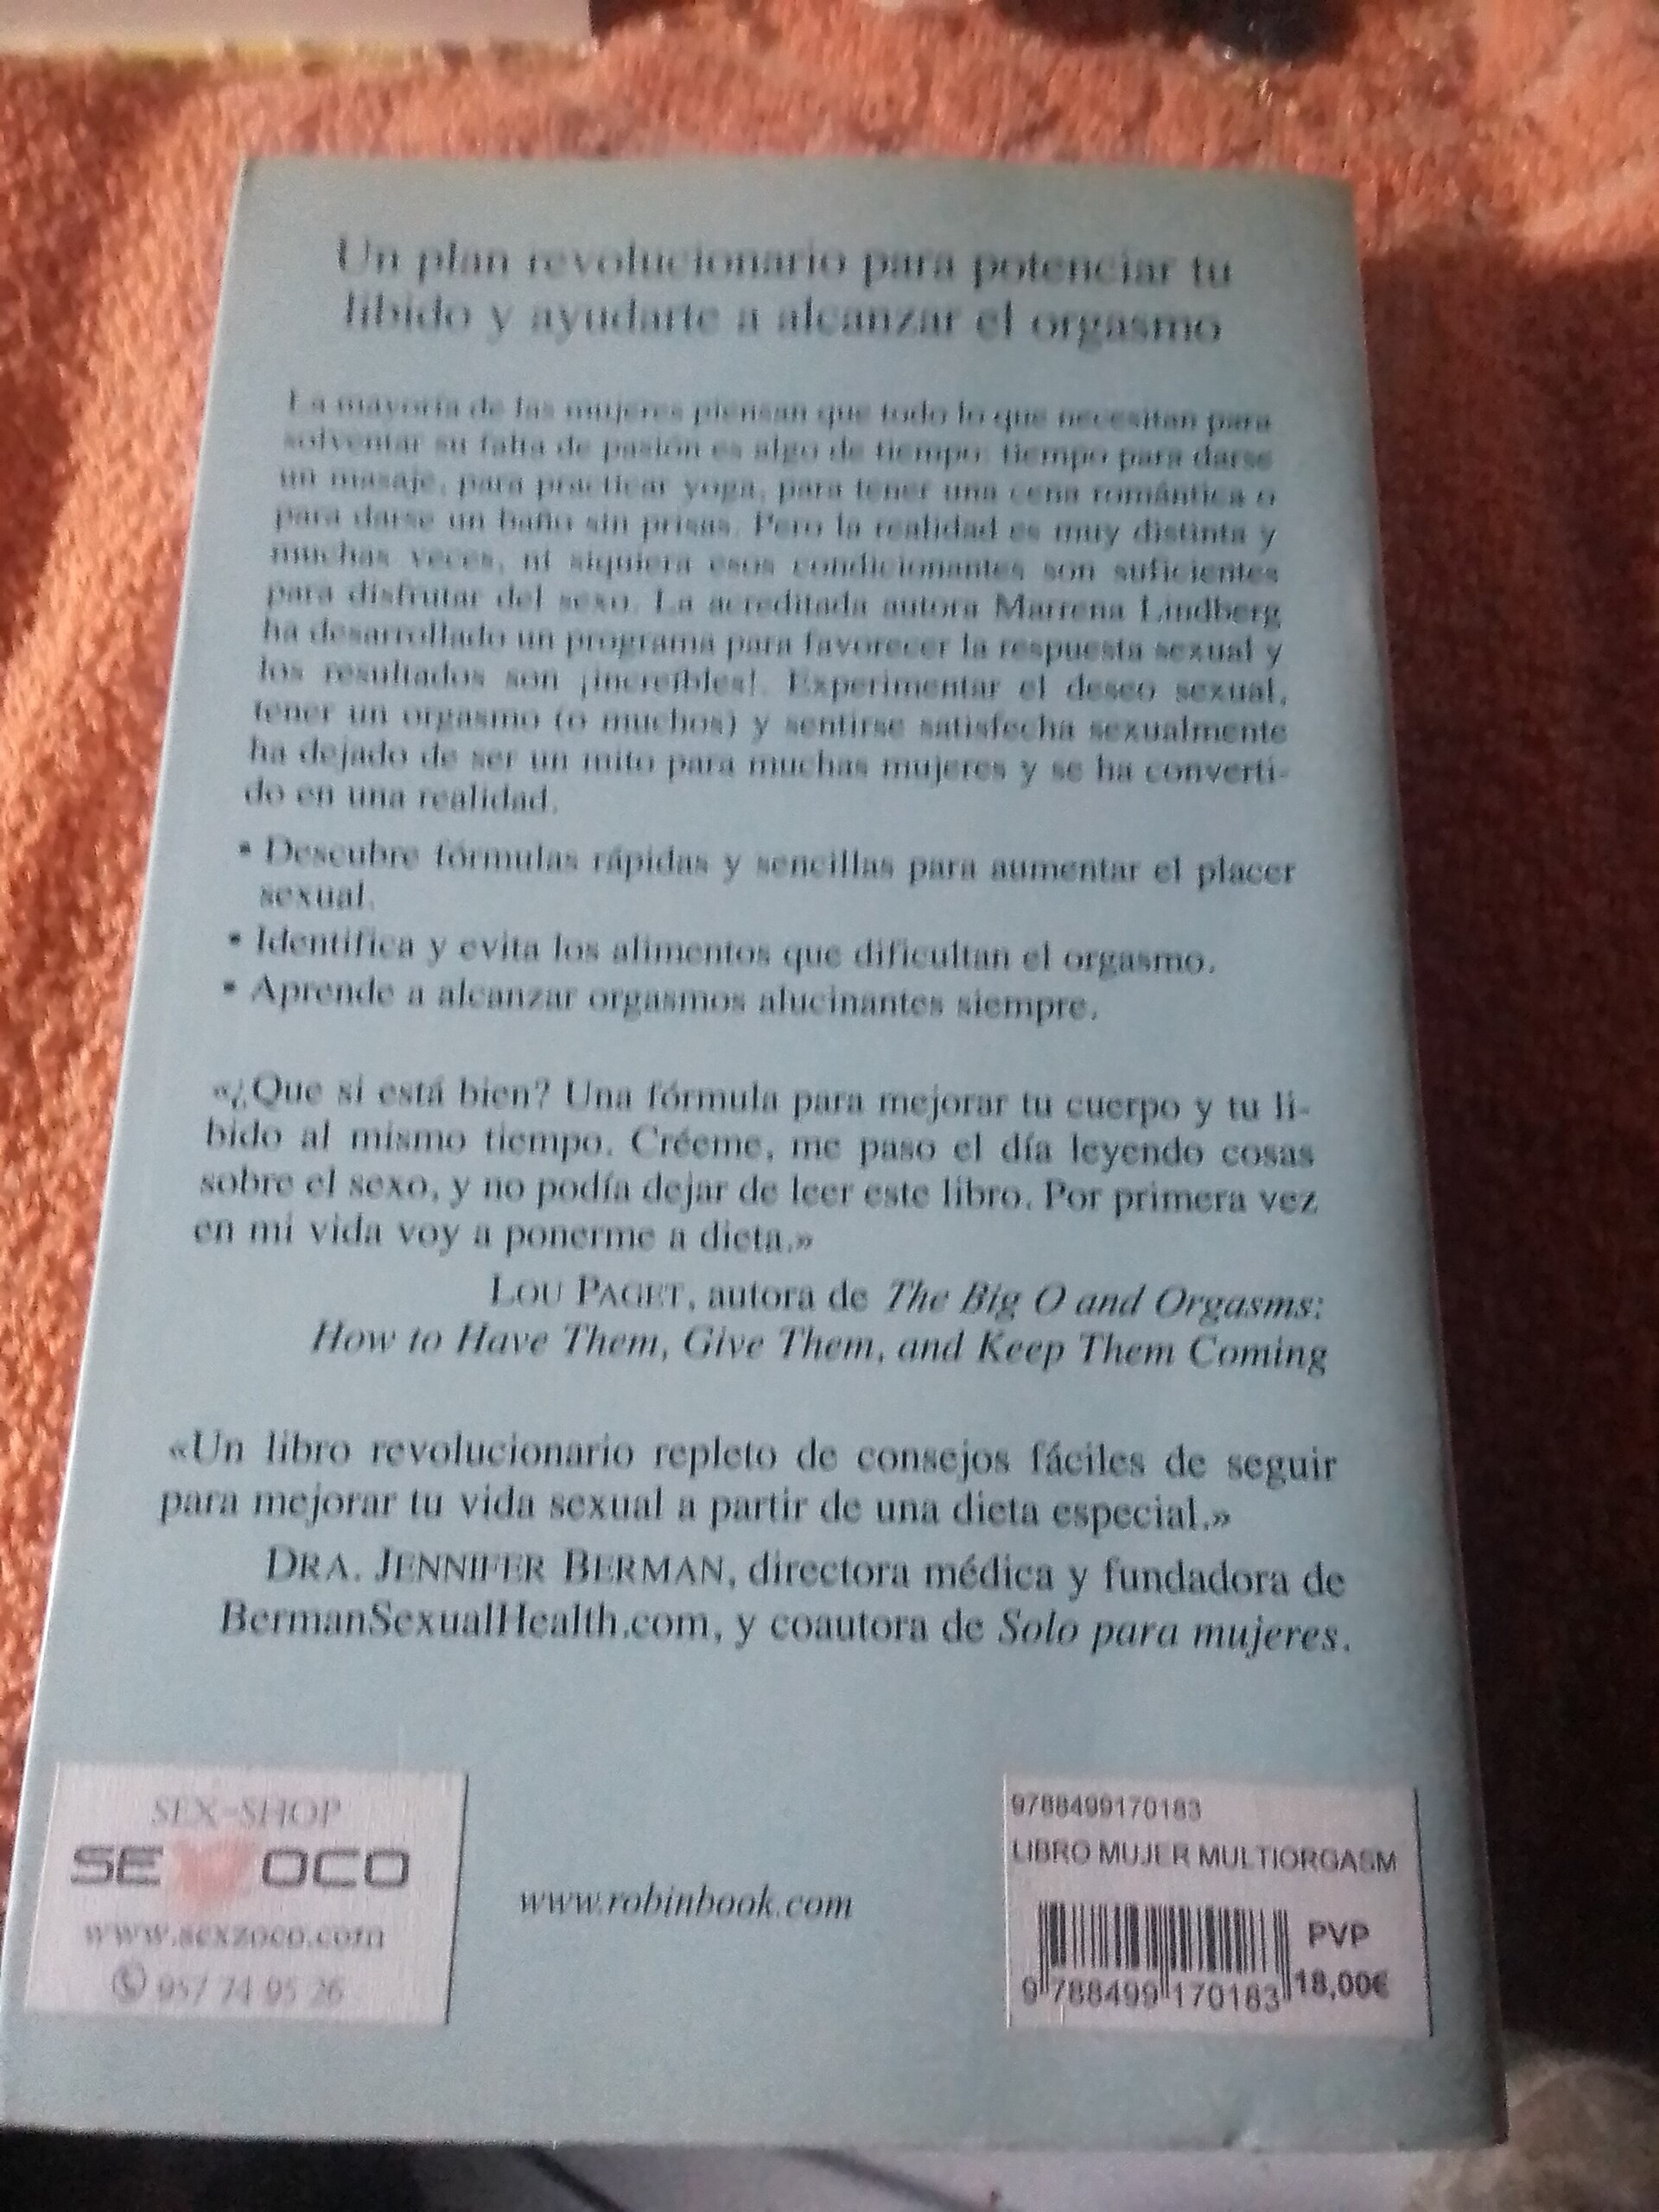 Un plan revolucionario para potenciar tu
libido y ayudarte a alcanzar el orgasmo
La mayoría de las mujeres piensan que todo lo que necesitan para
solventar su falta de pasión es algo de tiempo: tiempo para darse
un masaje, para practicar yoga, para tener una cena romántica o
para darse un baño sin prisas. Pero la realidad es muy distinta y
muchas veces, ni siquiera esos condicionantes son suficientes
para disfrutar del sexo. La acreditada autora Marrena Lindberg
ha desarrollado un programa para favorecer la respuesta sexual y
los resultados son ¡increíbles!. Experimentar el deseo sexual,
tener un orgasmo (o muchos) y sentirse satisfecha sexualmente
ha dejado de ser un mito para muchas mujeres y se ha converti-
do en una realidad.
• Descubre fórmulas rápidas y sencillas para aumentar el placer
sexual.
• Identifica y evita los alimentos que dificultan el orgasmo.
• Aprende a alcanzar orgasmos alucinantes siempre.
«¿Que si está bien? Una fórmula para mejorar tu cuerpo y tu li-
bido al mismo tiempo. Créeme, me paso el día leyendo cosas
sobre el sexo, y no podía dejar de leer este libro. Por primera vez
en mi vida voy a ponerme a dieta.»
LOU PAGET, autora de The Big O and Orgasms:
How to Have Them, Give Them, and Keep Them Coming
«Un libro revolucionario repleto de consejos fáciles de seguir
para mejorar tu vida sexual a partir de una dieta especial.»
DRA. JENNIFER BERMAN, directora médica y fundadora de
BermanSexualHealth.com, y coautora de Solo para mujeres.
SEX-SHOP
SE OCO
www.sexzoco.com
957 74 95 26
www.robinbook.com
9788499170183
LIBRO MUJER MULTIORGASM
PVP
18,00€
9 788499 170183